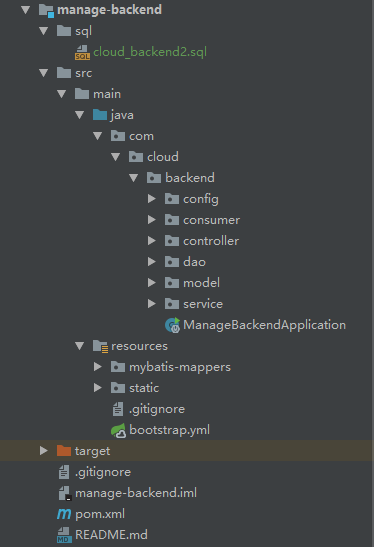 manage-backend
sql
cloud_backend2.sql
src
main
java
com
cloud
backend
config
consumer
controller
dao
model
service
ManageBackendApplication
resources
mybatis-mappers
static
.gitignore
bootstrap.yml
target
.gitignore
manage-backend.iml
pom.xml
README.md